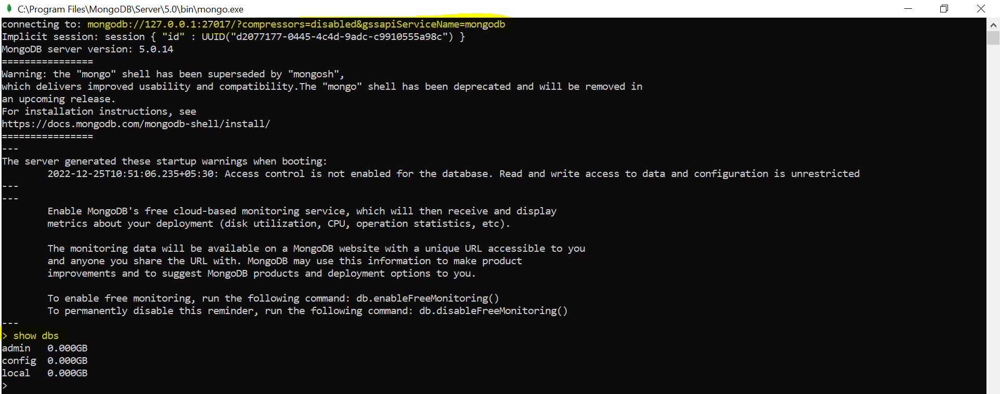 C:\Program Files\MongoDB\Server\5.0\bin\mongo.exe
connecting to: mongodb://127.0.0.1:27017/?compressors=disabled&gssapiServiceName=mongodb
Implicit session: session { "id" : UUID("d2077177-0445-4c4d-9adc-c9910555a98c") }
MongoDB server version: 5.0.14
================
Warning: the "mongo" shell has been superseded by "mongosh",
which delivers improved usability and compatibility.The "mongo" shell has been deprecated and will be removed in
an upcoming release.
For installation instructions, see
https://docs.mongodb.com/mongodb-shell/install/
================
---
The server generated these startup warnings when booting:
        2022-12-25T10:51:06.235+05:30: Access control is not enabled for the database. Read and write access to data and configuration is unrestricted
---
---
        Enable MongoDB's free cloud-based monitoring service, which will then receive and display
        metrics about your deployment (disk utilization, CPU, operation statistics, etc).
        The monitoring data will be available on a MongoDB website with a unique URL accessible to you
        and anyone you share the URL with. MongoDB may use this information to make product
        improvements and to suggest MongoDB products and deployment options to you.
        To enable free monitoring, run the following command: db.enableFreeMonitoring()
        To permanently disable this reminder, run the following command: db.disableFreeMonitoring()
---
> show dbs
admin   0.000GB
config  0.000GB
local   0.000GB
>